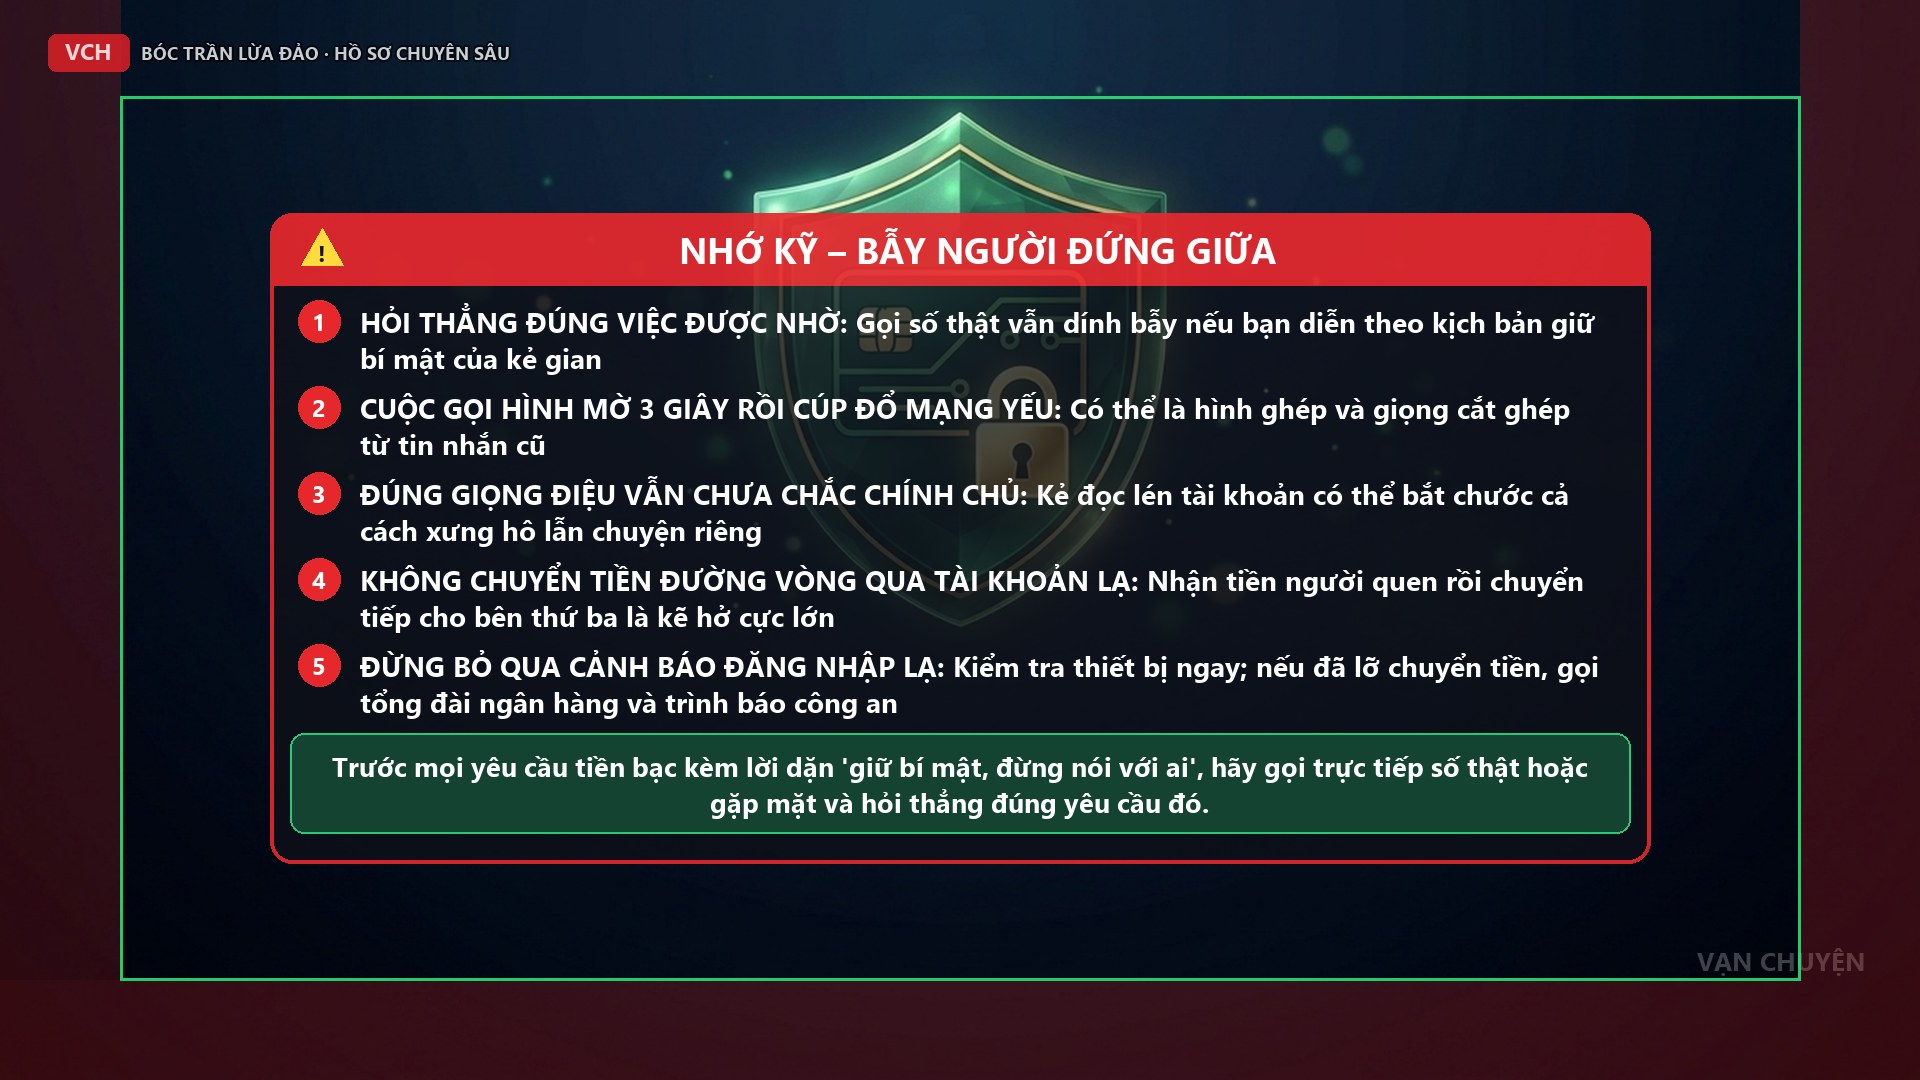 VCH BÓC TRẦN LỪA ĐẢO · HỒ SƠ CHUYÊN SÂU
NHỚ KỸ – BẪY NGƯỜI ĐỨNG GIỮA
1 HỎI THẲNG ĐÚNG VIỆC ĐƯỢC NHỜ: Gọi số thật vẫn dính bẫy nếu bạn diễn theo kịch bản giữ
bí mật của kẻ gian
2 CUỘC GỌI HÌNH MỜ 3 GIÂY RỒI CÚP ĐỔ MẠNG YẾU: Có thể là hình ghép và giọng cắt ghép
từ tin nhắn cũ
3 ĐÚNG GIỌNG ĐIỆU VẪN CHƯA CHẮC CHÍNH CHỦ: Kẻ đọc lén tài khoản có thể bắt chước cả
cách xưng hô lẫn chuyện riêng
4 KHÔNG CHUYỂN TIỀN ĐƯỜNG VÒNG QUA TÀI KHOẢN LẠ: Nhận tiền người quen rồi chuyển
tiếp cho bên thứ ba là kẽ hở cực lớn
5 ĐỪNG BỎ QUA CẢNH BÁO ĐĂNG NHẬP LẠ: Kiểm tra thiết bị ngay; nếu đã lỡ chuyển tiền, gọi
tổng đài ngân hàng và trình báo công an
Trước mọi yêu cầu tiền bạc kèm lời dặn 'giữ bí mật, đừng nói với ai', hãy gọi trực tiếp số thật hoặc
gặp mặt và hỏi thẳng đúng yêu cầu đó.
VẠN CHUYỆN